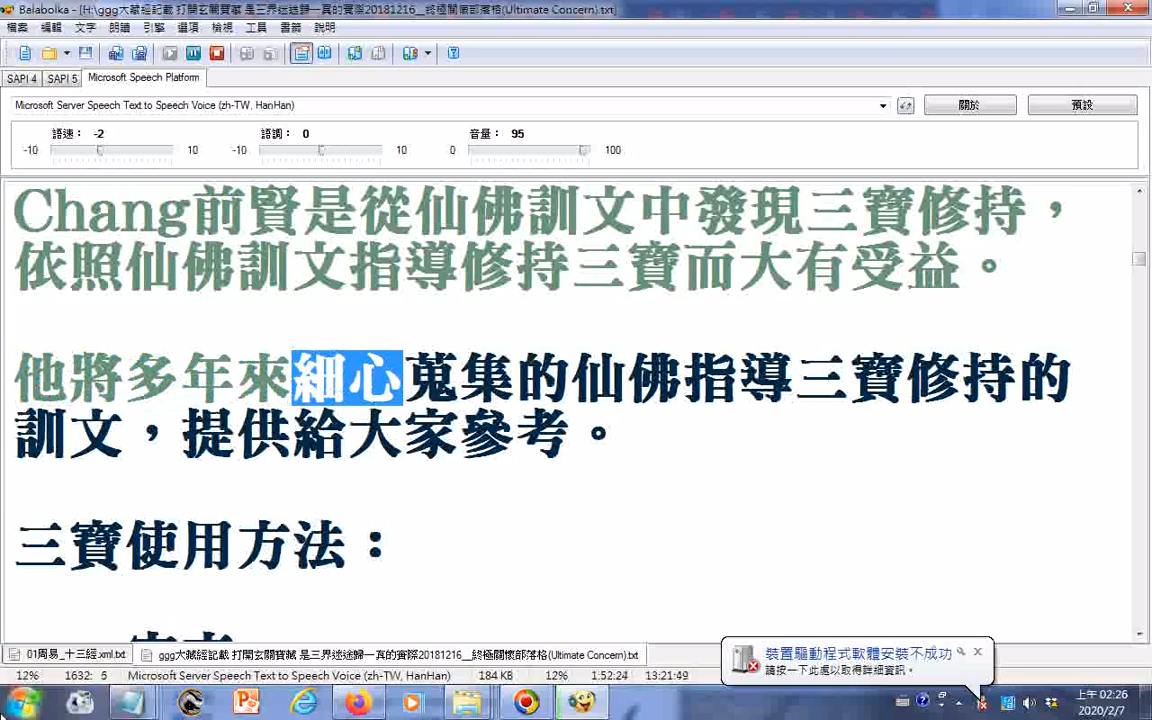 Balabolka - [H:\ggg大藏經記載 打開玄關寶藏 是三界迷途歸一真的實際20181216__終極關懷部落格(Ultimate Concern).txt]
檔案 編輯 文字 朗讀 引擎 選項 檢視 工具 書籤 說明
SAPI 4 SAPI 5 Microsoft Speech Platform
Microsoft Server Speech Text to Speech Voice (zh-TW, HanHan) 關於 預設
語速： -2 語調： 0 音量： 95
-10 10 -10 10 0 100
Chang前賢是從仙佛訓文中發現三寶修持，
依照仙佛訓文指導修持三寶而大有受益。
他將多年來細心蒐集的仙佛指導三寶修持的
訓文，提供給大家參考。
三寶使用方法：
01周易_十三經.xml.txt ggg大藏經記載 打開玄關寶藏 是三界迷途歸一真的實際20181216__終極關懷部落格(Ultimate Concern).txt
裝置驅動程式軟體安裝不成功
請按一下此處以取得詳細資訊。
12% 1632: 5 Microsoft Server Speech Text to Speech Voice (zh-TW, HanHan) 184 KB 12% 1:52:24 13:21:49
上午 02:26
2020/2/7